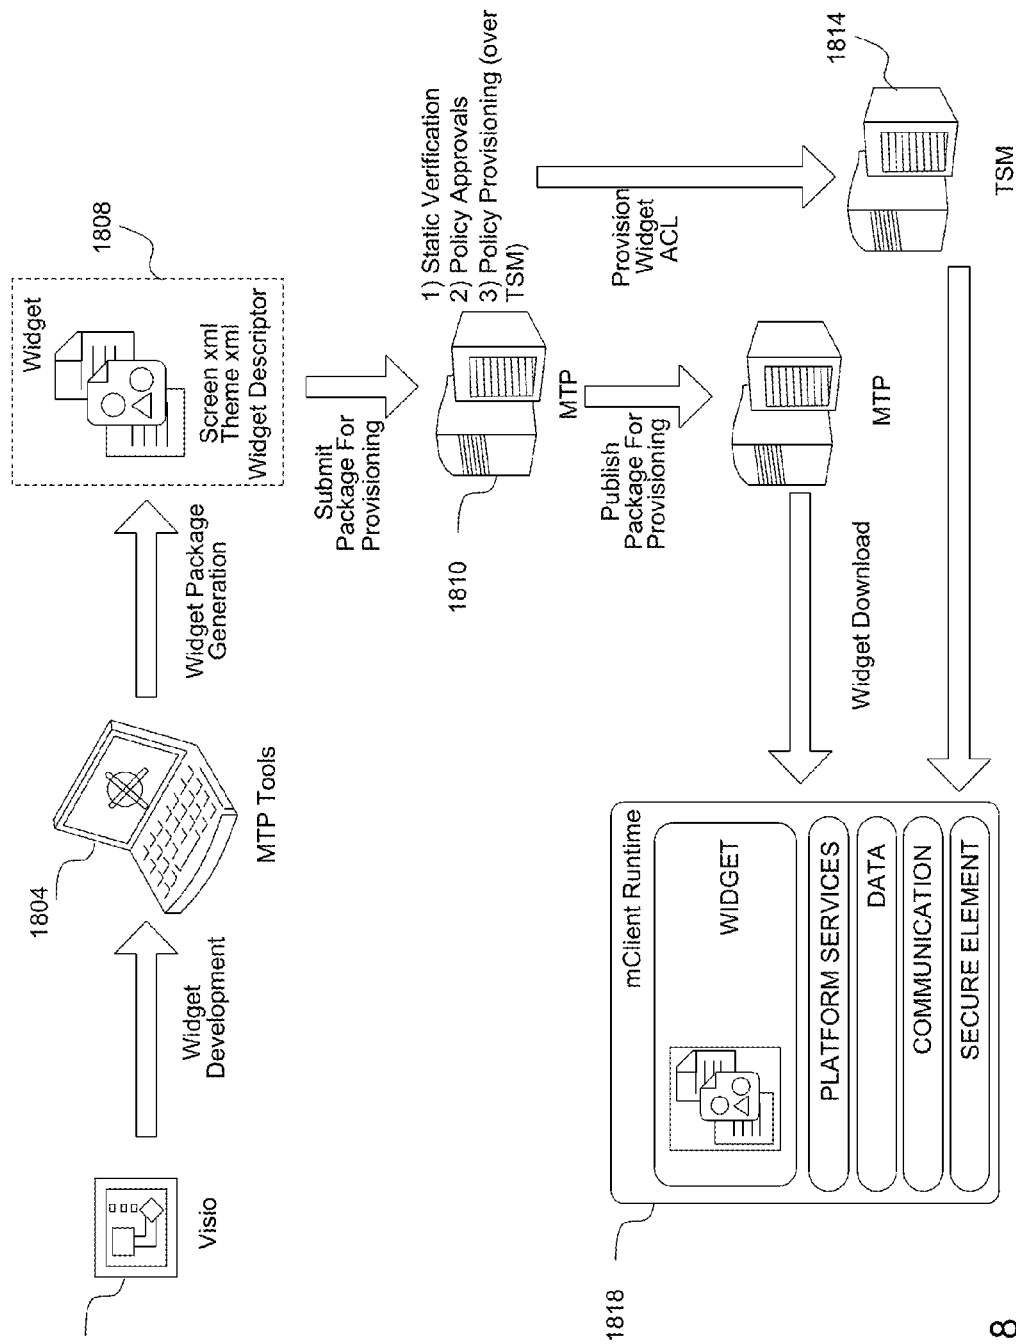 Visio
Widget
Development
1804
MTP Tools
Widget Package
Generation
1808
Widget
Screen xml
Theme xml
Widget Descriptor
Submit
Package For
Provisioning
1810
MTP
1) Static Verification
2) Policy Approvals
3) Policy Provisioning (over
TSM)
Publish
Package For
Provisioning
MTP
Provision
Widget
ACL
1814
TSM
Widget Download
1818
mClient Runtime
WIDGET
PLATFORM SERVICES
DATA
COMMUNICATION
SECURE ELEMENT
8